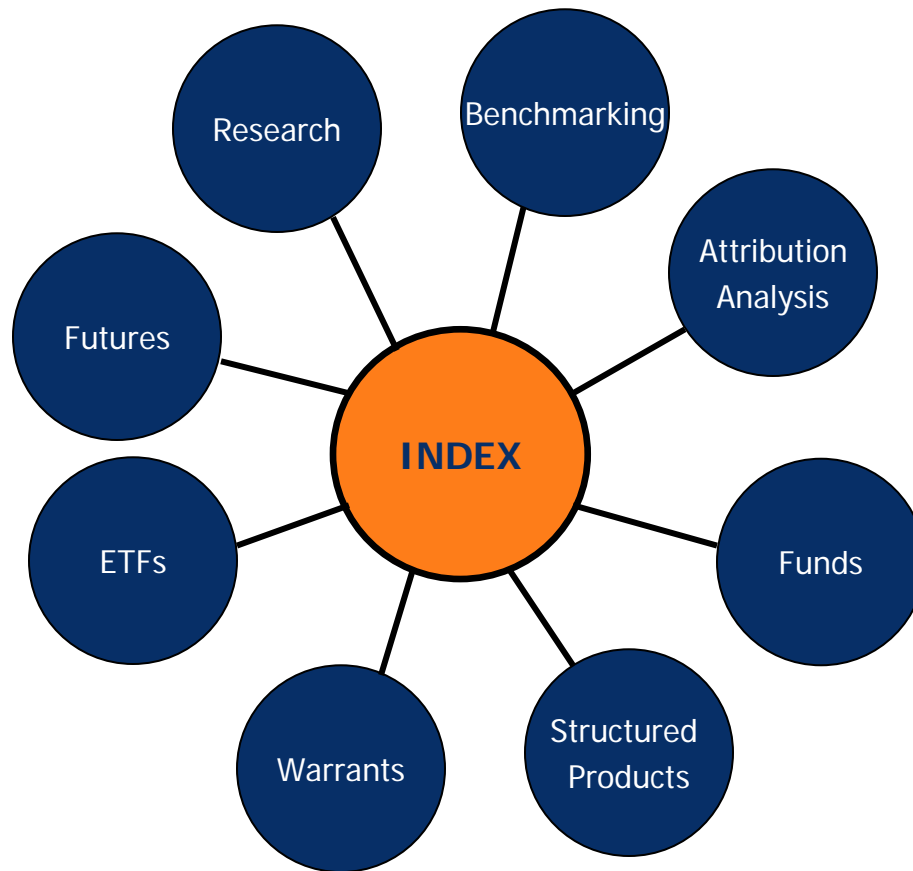 Benchmarking
Research
Attribution
Analysis
Futures
INDEX
ETFs
Funds
Structured
Products
Warrants